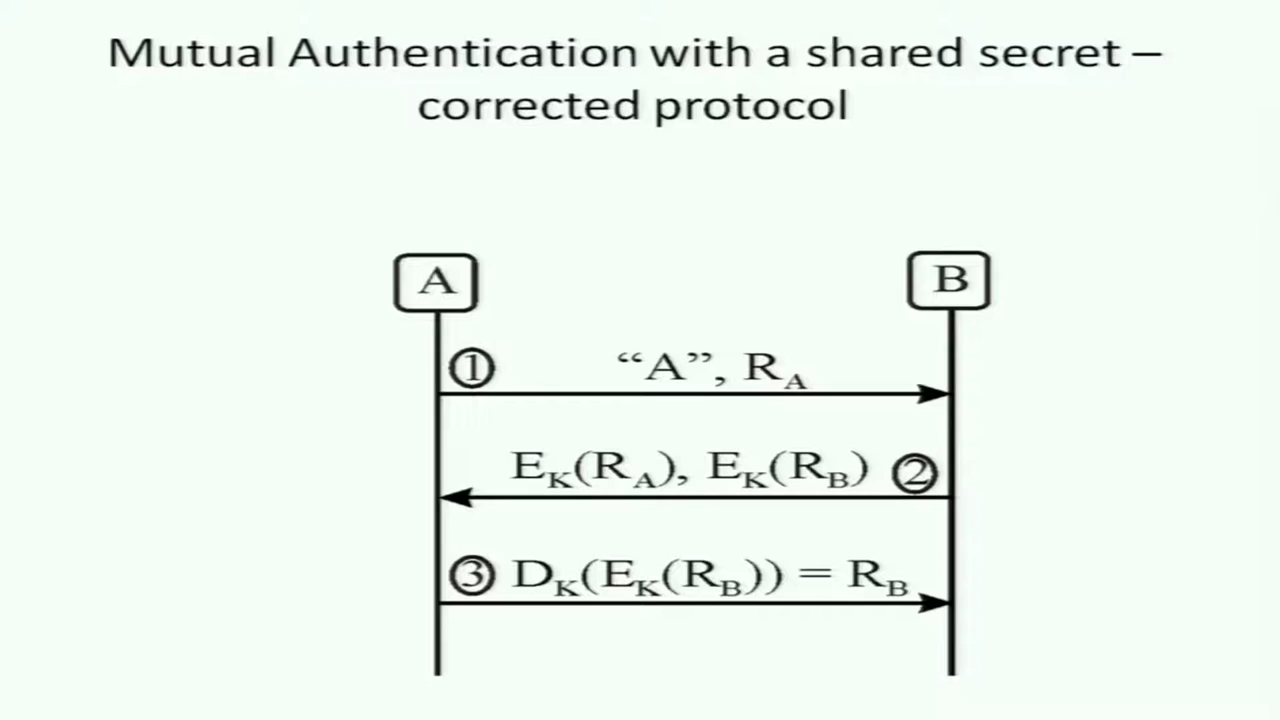 Mutual Authentication with a shared secret –
corrected protocol
A
B
① “A”, R_A
E_K(R_A), E_K(R_B) ②
③ D_K(E_K(R_B)) = R_B